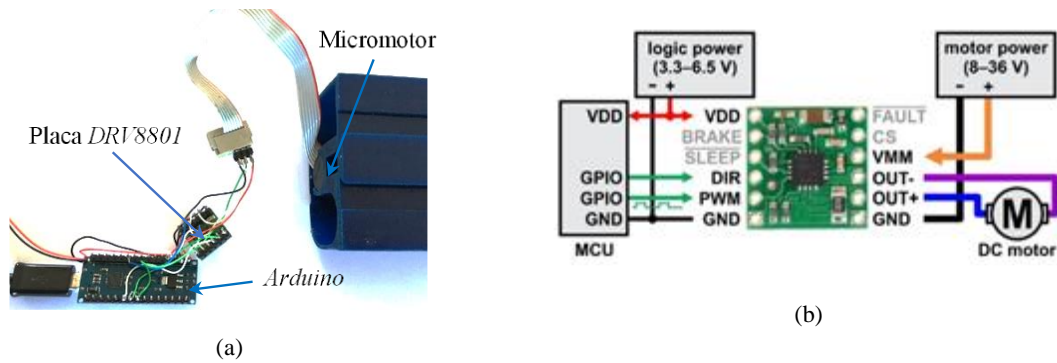 Micromotor
Placa DRV8801
Arduino
(a)
logic power
(3.3–6.5 V)
- +
motor power
(8–36 V)
- +
VDD
VDD
FAULT
BRAKE
CS
SLEEP
VMM
GPIO
DIR
OUT-
GPIO
PWM
OUT+
GND
GND
GND
M
MCU
DC motor
(b)